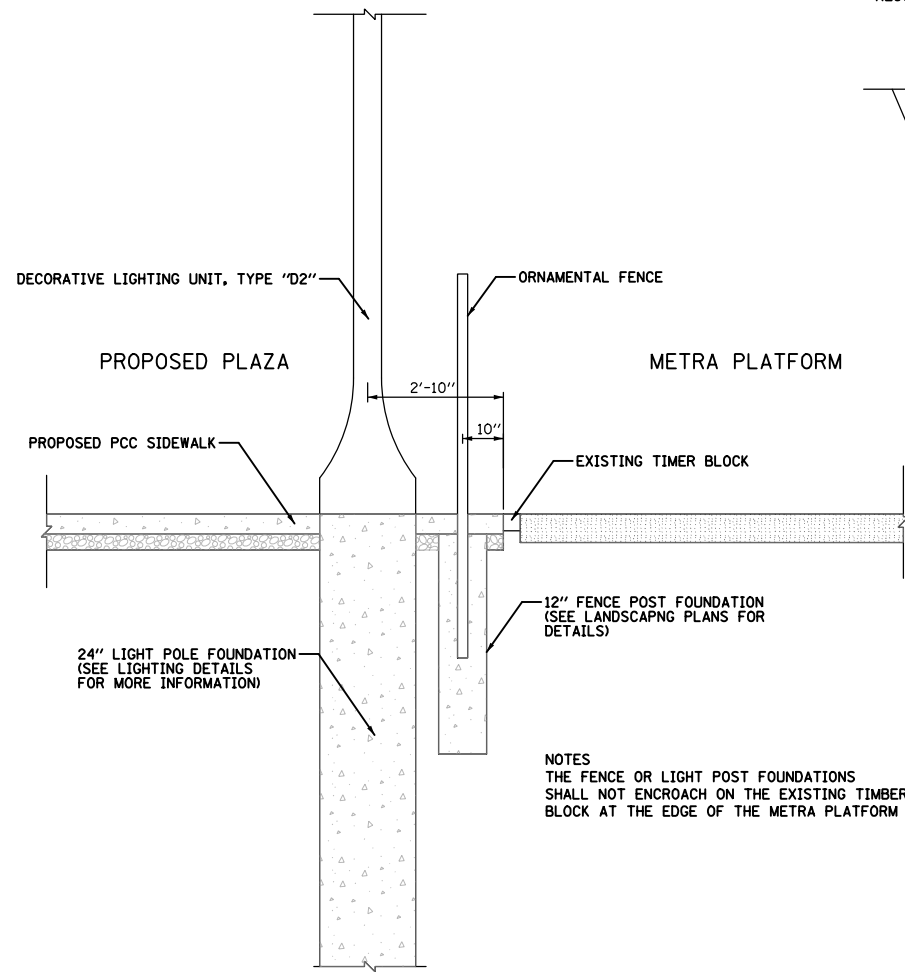 DECORATIVE LIGHTING UNIT, TYPE "D2"
ORNAMENTAL FENCE
PROPOSED PLAZA
METRA PLATFORM
2'-10"
10"
PROPOSED PCC SIDEWALK
EXISTING TIMER BLOCK
12" FENCE POST FOUNDATION
(SEE LANDSCAPNG PLANS FOR
DETAILS)
24" LIGHT POLE FOUNDATION
(SEE LIGHTING DETAILS
FOR MORE INFORMATION)
NOTES
THE FENCE OR LIGHT POST FOUNDATIONS
SHALL NOT ENCROACH ON THE EXISTING TIMBER
BLOCK AT THE EDGE OF THE METRA PLATFORM